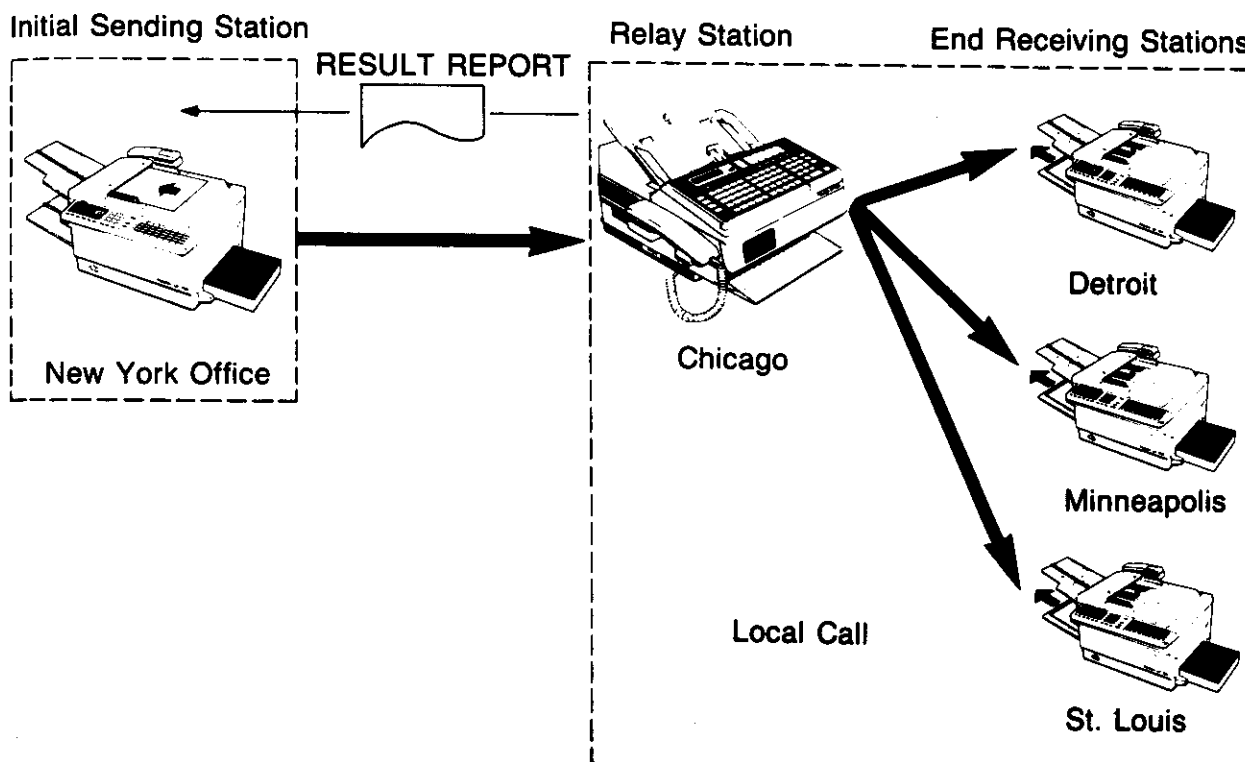 Initial Sending Station
RESULT REPORT
Relay Station
End Receiving Stations
New York Office
Chicago
Detroit
Minneapolis
Local Call
St. Louis